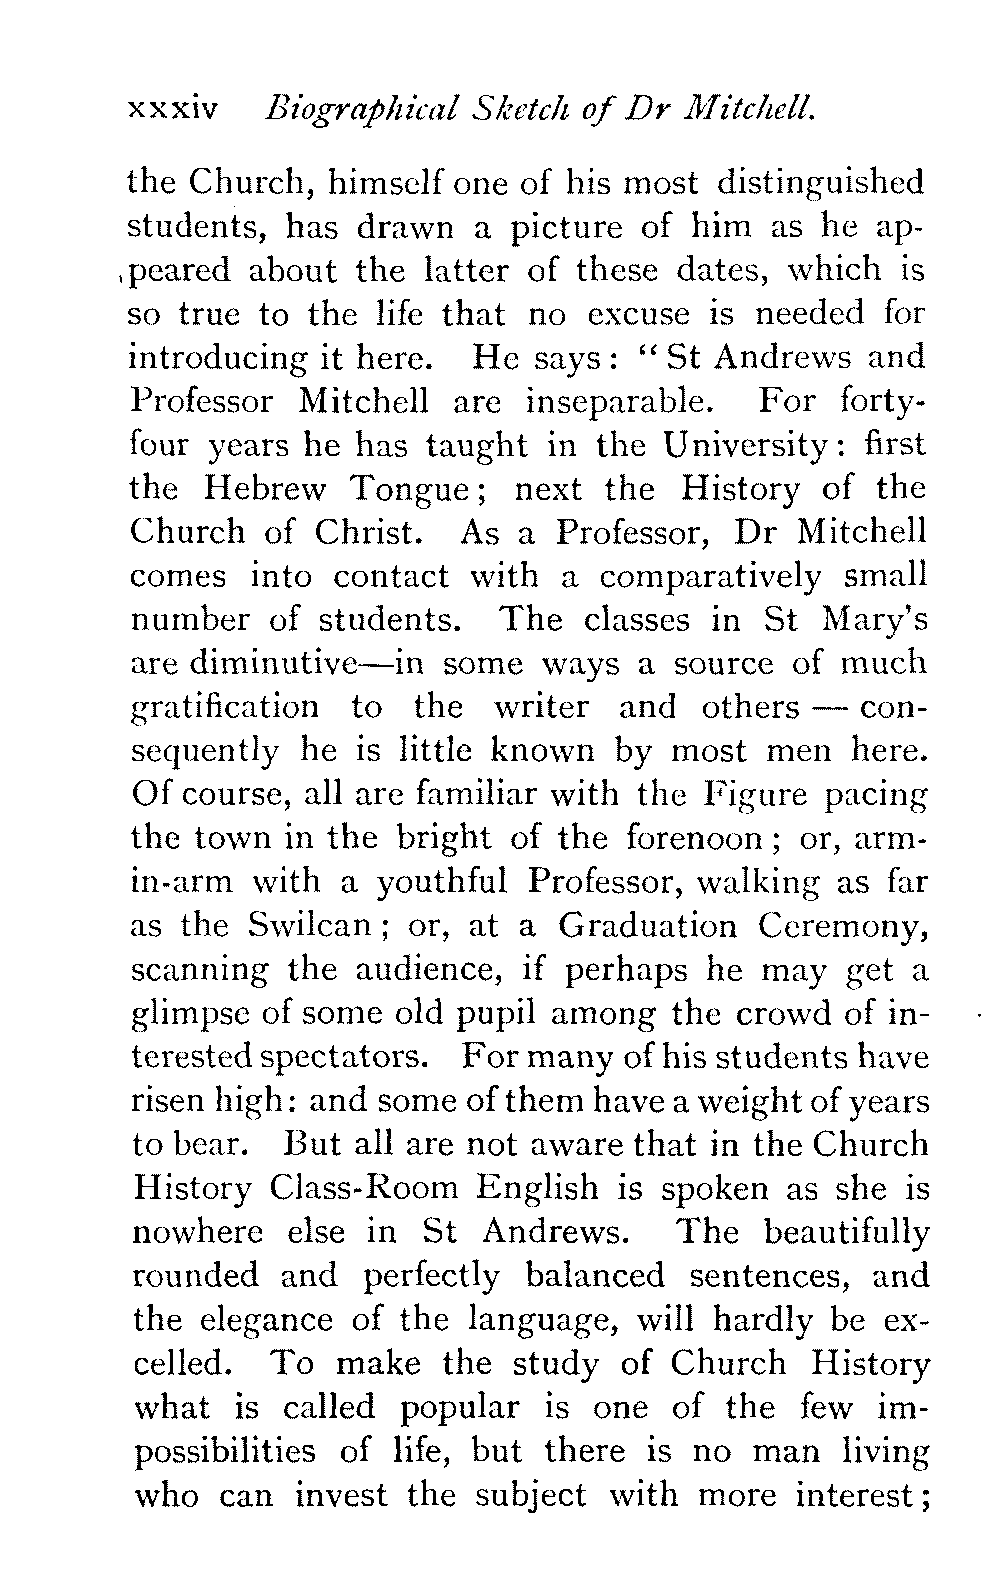 xxxiv Biographical Sketch of Dr Mitchell.
the Church, himself one of his most distinguished
students, has drawn a picture of him as he ap-
peared about the latter of these dates, which is
so true to the life that no excuse is needed for
introducing it here. He says: “St Andrews and
Professor Mitchell are inseparable. For forty-
four years he has taught in the University: first
the Hebrew Tongue; next the History of the
Church of Christ. As a Professor, Dr Mitchell
comes into contact with a comparatively small
number of students. The classes in St Mary's
are diminutive—in some ways a source of much
gratification to the writer and others — con-
sequently he is little known by most men here.
Of course, all are familiar with the Figure pacing
the town in the bright of the forenoon; or, arm-
in-arm with a youthful Professor, walking as far
as the Swilcan; or, at a Graduation Ceremony,
scanning the audience, if perhaps he may get a
glimpse of some old pupil among the crowd of in-
terested spectators. For many of his students have
risen high: and some of them have a weight of years
to bear. But all are not aware that in the Church
History Class-Room English is spoken as she is
nowhere else in St Andrews. The beautifully
rounded and perfectly balanced sentences, and
the elegance of the language, will hardly be ex-
celled. To make the study of Church History
what is called popular is one of the few im-
possibilities of life, but there is no man living
who can invest the subject with more interest;